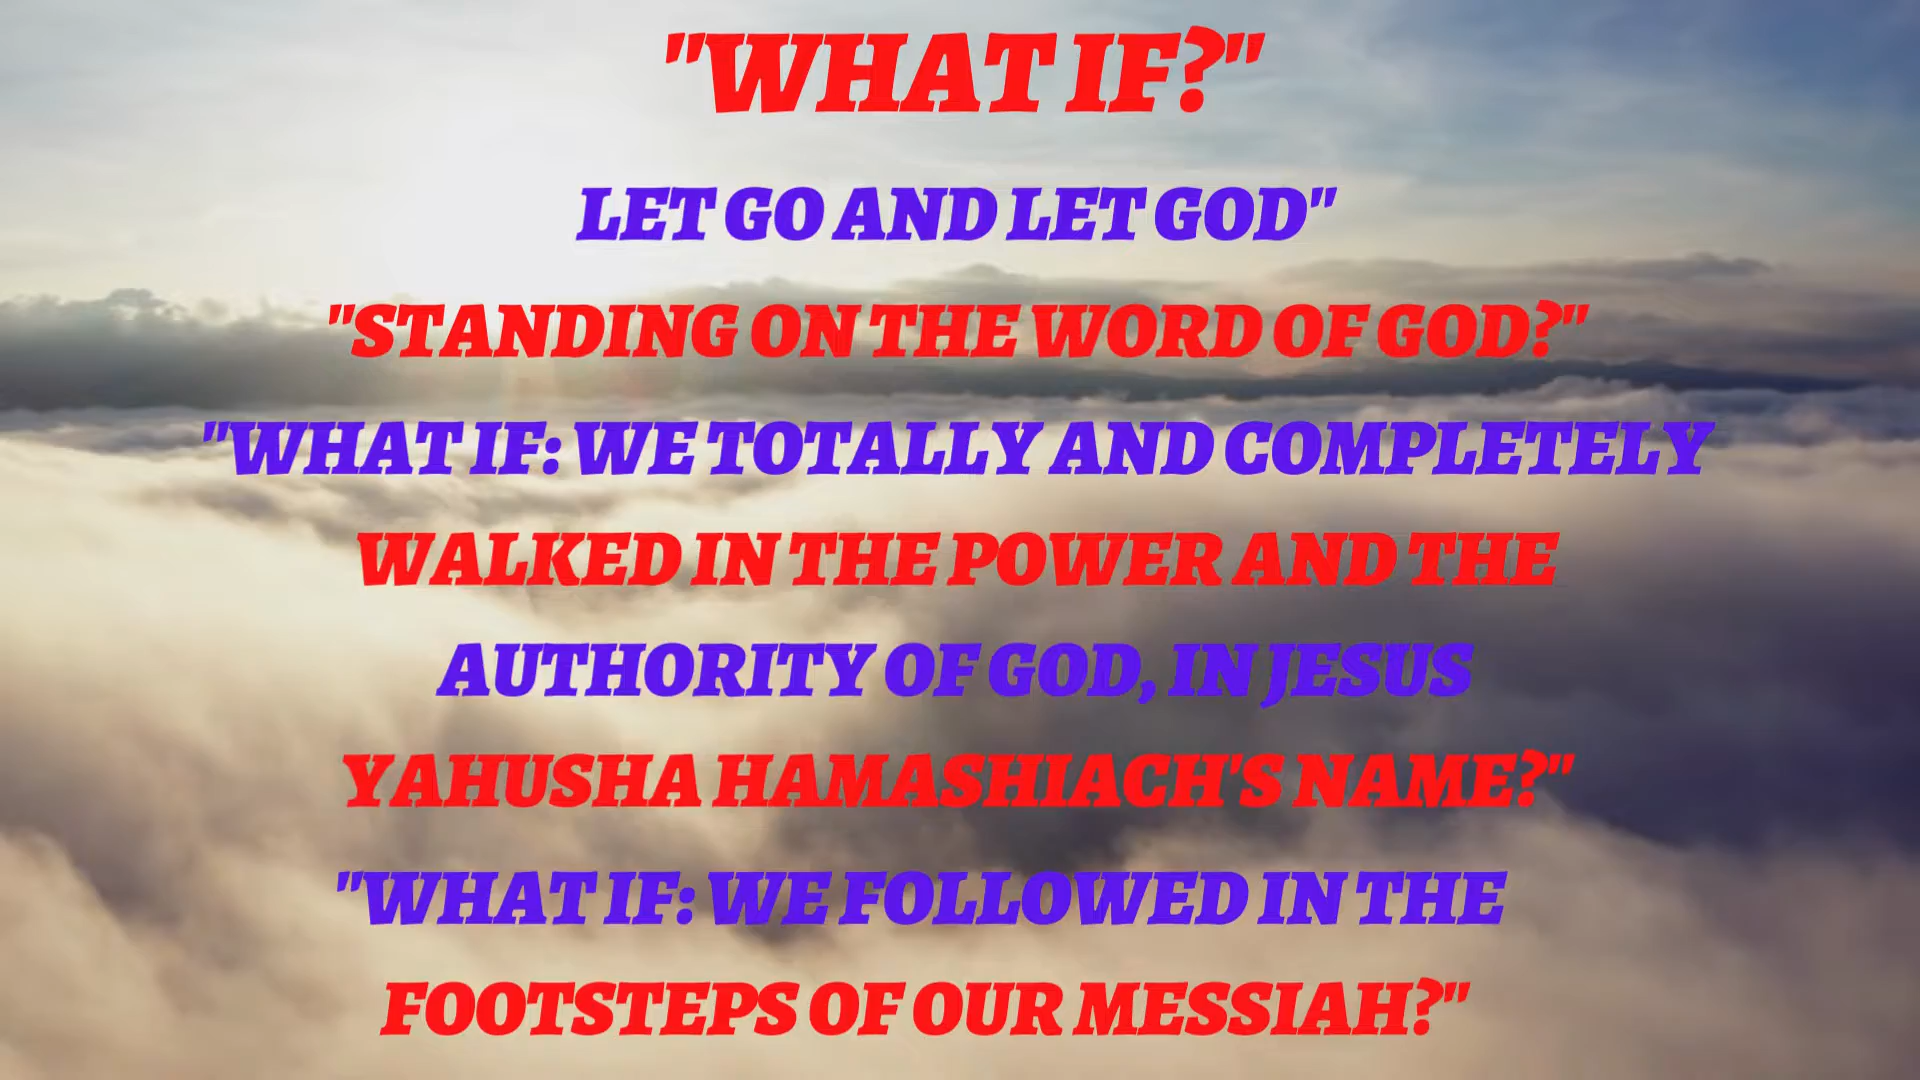 "WHAT IF?"
LET GO AND LET GOD"
"STANDING ON THE WORD OF GOD?"
"WHAT IF: WE TOTALLY AND COMPLETELY
WALKED IN THE POWER AND THE
AUTHORITY OF GOD, IN JESUS
YAHUSHA HAMASHIACH'S NAME?"
"WHAT IF: WE FOLLOWED IN THE
FOOTSTEPS OF OUR MESSIAH?"